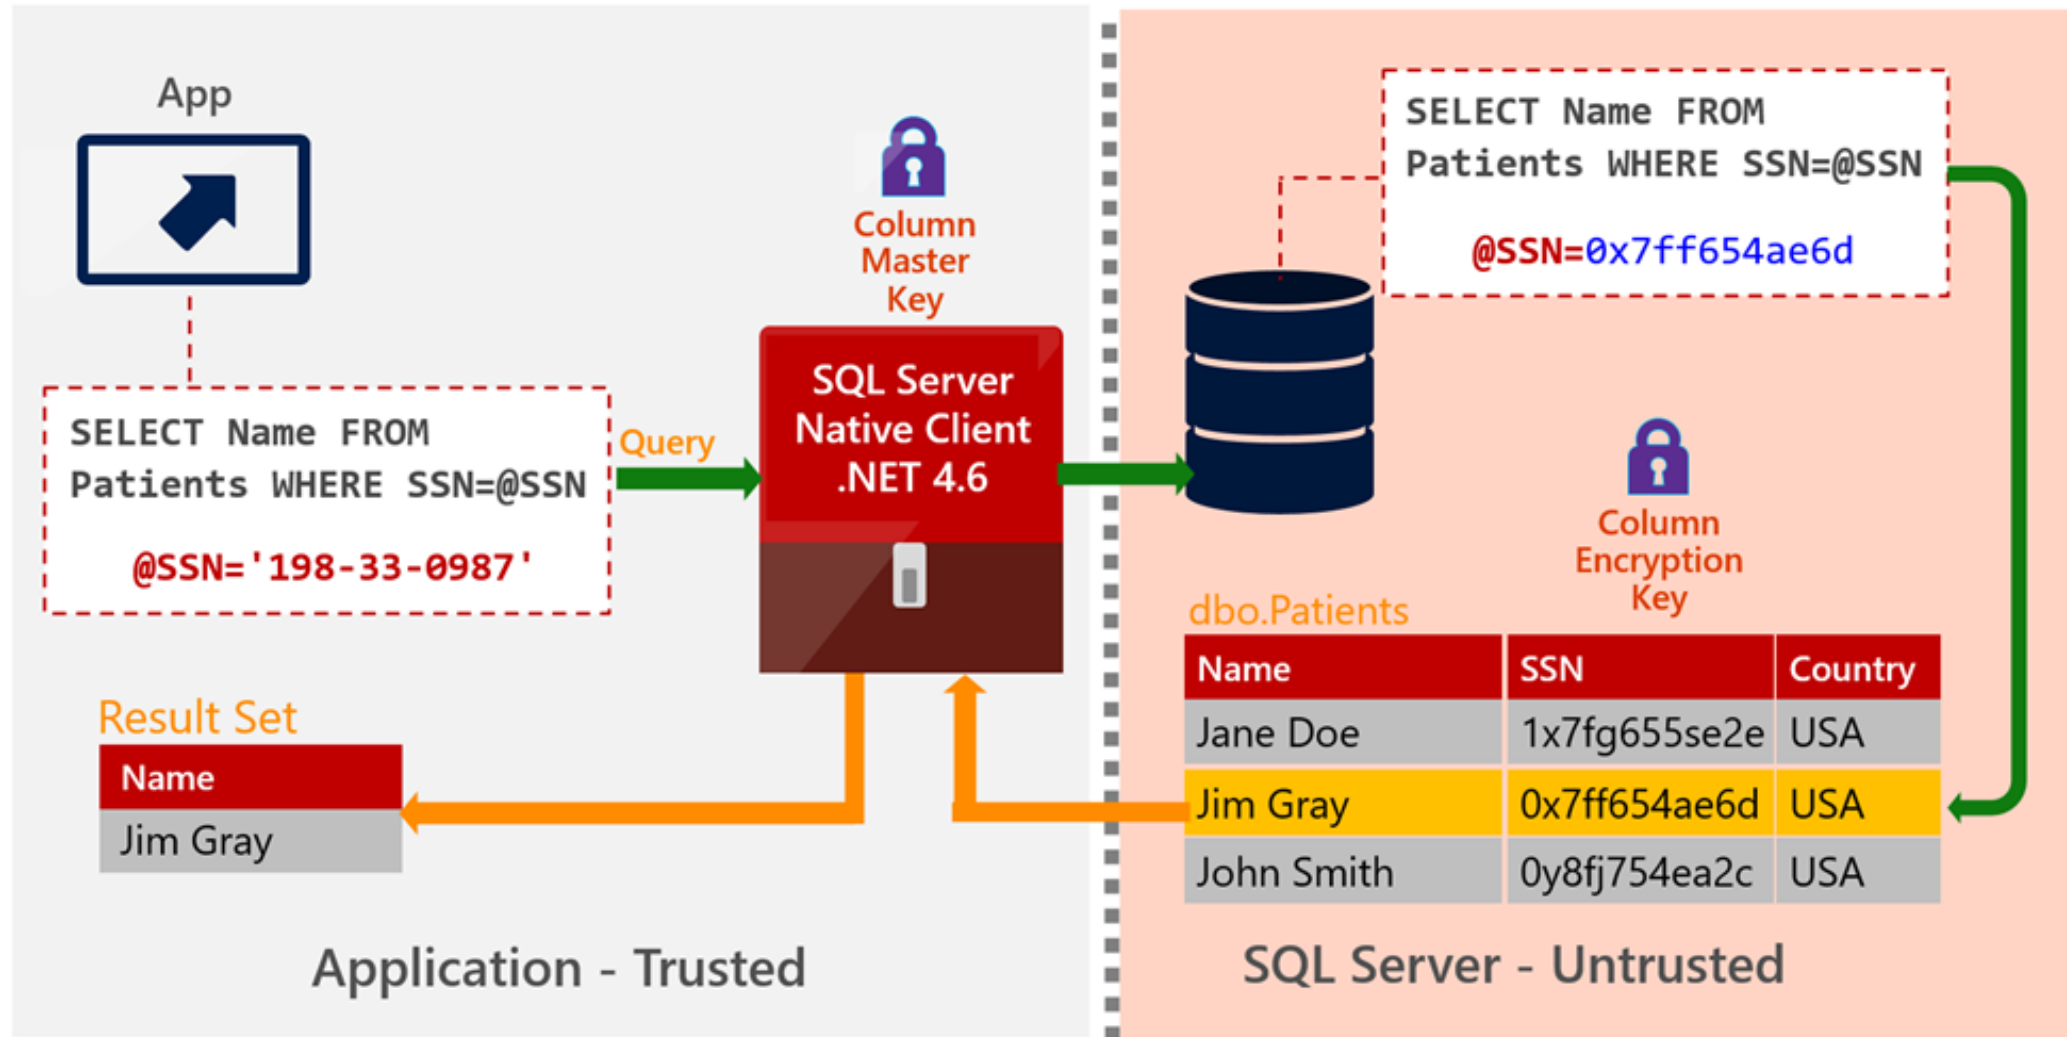 App
SELECT Name FROM
Patients WHERE SSN=@SSN
@SSN='198-33-0987'
Query
Column
Master
Key
SQL Server
Native Client
.NET 4.6
Result Set
Name
Jim Gray
Application - Trusted
SELECT Name FROM
Patients WHERE SSN=@SSN
@SSN=0x7ff654ae6d
Column
Encryption
Key
dbo.Patients
Name SSN Country
Jane Doe 1x7fg655se2e USA
Jim Gray 0x7ff654ae6d USA
John Smith 0y8fj754ea2c USA
SQL Server - Untrusted